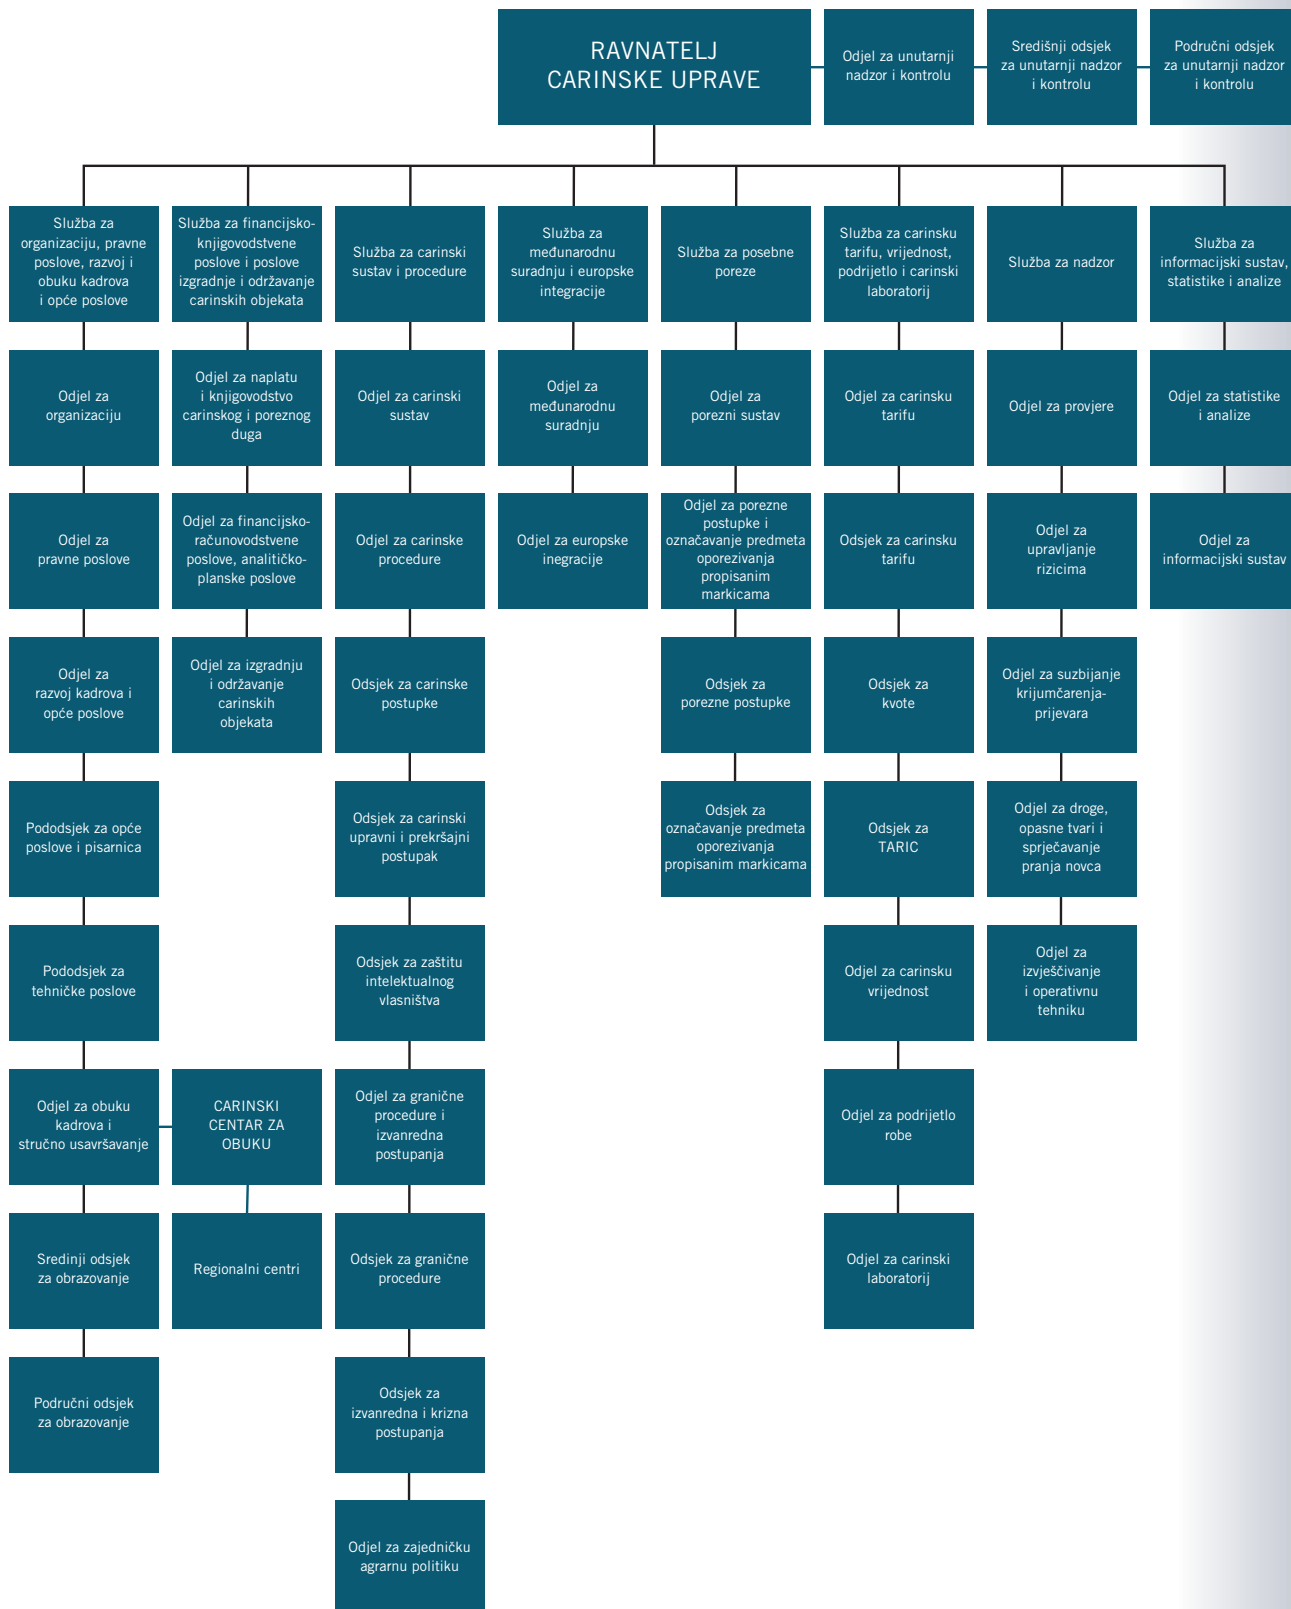 RAVNATELJ
CARINSKE UPRAVE
Odjel za unutarnji
nadzor i kontrolu
Središnji odsjek
za unutarnji nadzor
i kontrolu
Područni odsjek
za unutarnji nadzor
i kontrolu
Služba za
organizaciju, pravne
poslove, razvoj i
obuku kadrova
i opće poslove
Služba za financijsko-
knjigovodstvene
poslove i poslove
izgradnje i održavanje
carinskih objekata
Služba za carinski
sustav i procedure
Služba za
međunarodnu
suradnju i europske
integracije
Služba za posebne
poreze
Služba za carinsku
tarifu, vrijednost,
podrijetlo i carinski
laboratorij
Služba za nadzor
Služba za
informacijski sustav,
statistike i analize
Odjel za
organizaciju
Odjel za naplatu
i knjigovodstvo
carinskog i poreznog
duga
Odjel za carinski
sustav
Odjel za
međunarodnu
suradnju
Odjel za
porezni sustav
Odjel za carinsku
tarifu
Odjel za provjere
Odjel za statistike
i analize
Odjel za
pravne poslove
Odjel za financijsko-
računovodstvene
poslove, analitičko-
planske poslove
Odjel za carinske
procedure
Odjel za europske
inegracije
Odjel za porezne
postupke i
označavanje predmeta
oporezivanja
propisanim
markicama
Odsjek za carinsku
tarifu
Odjel za
upravljanje
rizicima
Odjel za
informacijski sustav
Odjel za
razvoj kadrova i
opće poslove
Odjel za izgradnju
i održavanje
carinskih
objekata
Odsjek za carinske
postupke
Odsjek za
porezne postupke
Odsjek za
kvote
Odjel za suzbijanje
krijumčarenja-
prijevara
Pododsjek za opće
poslove i pisarnica
Odsjek za carinski
upravni i prekršajni
postupak
Odsjek za
označavanje predmeta
oporezivanja
propisanim markicama
Odsjek za
TARIC
Odjel za droge,
opasne tvari i
sprječavanje
pranja novca
Pododsjek za
tehničke poslove
Odsjek za zaštitu
intelektualnog
vlasništva
Odjel za carinsku
vrijednost
Odjel za
izvješčivanje
i operativnu
tehniku
Odjel za obuku
kadrova i
stručno usavršavanje
CARINSKI
CENTAR ZA
OBUKU
Odjel za granične
procedure i
izvanredna
postupanja
Odjel za podrijetlo
robe
Sredinji odsjek
za obrazovanje
Regionalni centri
Odsjek za granične
procedure
Odjel za carinski
laboratorij
Područni odsjek
za obrazovanje
Odsjek za
izvanredna i krizna
postupanja
Odjel za zajedničku
agrarnu politiku